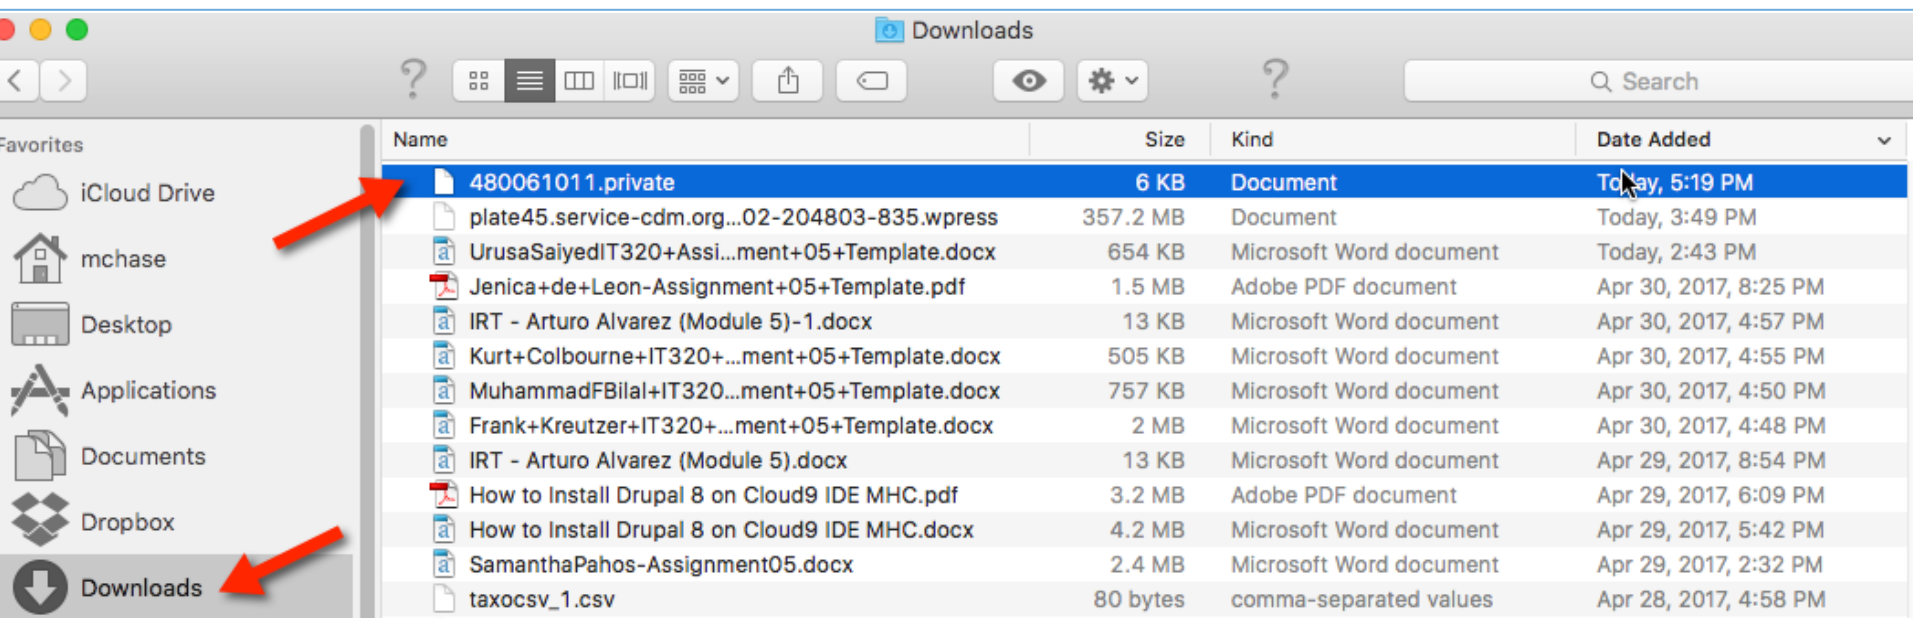 Downloads
? ?
Search
Favorites
iCloud Drive
mchase
Desktop
Applications
Documents
Dropbox
Downloads
Name Size Kind Date Added
480061011.private 6 KB Document Today, 5:19 PM
plate45.service-cdm.org...02-204803-835.wpress 357.2 MB Document Today, 3:49 PM
UrusaSaiyedIT320+Assi...ment+05+Template.docx 654 KB Microsoft Word document Today, 2:43 PM
Jenica+de+Leon-Assignment+05+Template.pdf 1.5 MB Adobe PDF document Apr 30, 2017, 8:25 PM
IRT - Arturo Alvarez (Module 5)-1.docx 13 KB Microsoft Word document Apr 30, 2017, 4:57 PM
Kurt+Colbourne+IT320+...ment+05+Template.docx 505 KB Microsoft Word document Apr 30, 2017, 4:55 PM
MuhammadFBilal+IT320...ment+05+Template.docx 757 KB Microsoft Word document Apr 30, 2017, 4:50 PM
Frank+Kreutzer+IT320+...ment+05+Template.docx 2 MB Microsoft Word document Apr 30, 2017, 4:48 PM
IRT - Arturo Alvarez (Module 5).docx 13 KB Microsoft Word document Apr 29, 2017, 8:54 PM
How to Install Drupal 8 on Cloud9 IDE MHC.pdf 3.2 MB Adobe PDF document Apr 29, 2017, 6:09 PM
How to Install Drupal 8 on Cloud9 IDE MHC.docx 4.2 MB Microsoft Word document Apr 29, 2017, 5:42 PM
SamanthaPahos-Assignment05.docx 2.4 MB Microsoft Word document Apr 29, 2017, 2:32 PM
taxocsv_1.csv 80 bytes comma-separated values Apr 28, 2017, 4:58 PM